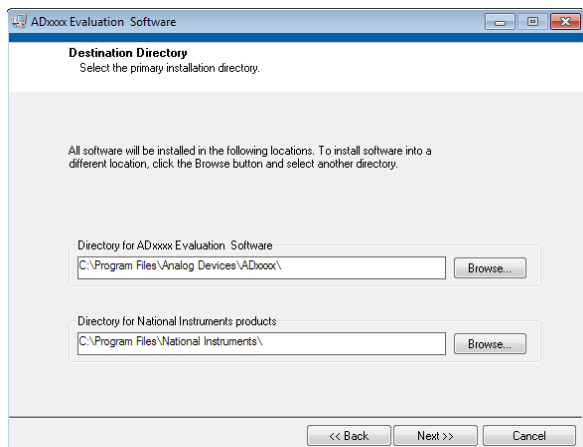 ADxxxx Evaluation Software
Destination Directory
Select the primary installation directory.
All software will be installed in the following locations. To install software into a
different location, click the Browse button and select another directory.
Directory for ADxxxx Evaluation Software
C:\Program Files\Analog Devices\ADxxxx\
Browse...
Directory for National Instruments products
C:\Program Files\National Instruments\
Browse...
<< Back
Next >>
Cancel